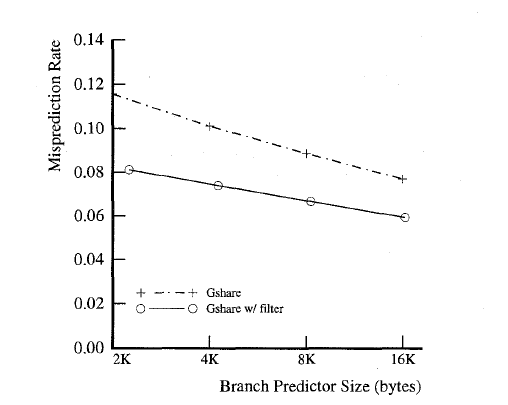 Misprediction Rate
0.14
0.12
0.10
0.08
0.06
0.04
0.02
0.00
Gshare
Gshare w/ filter
2K 4K 8K 16K
Branch Predictor Size (bytes)